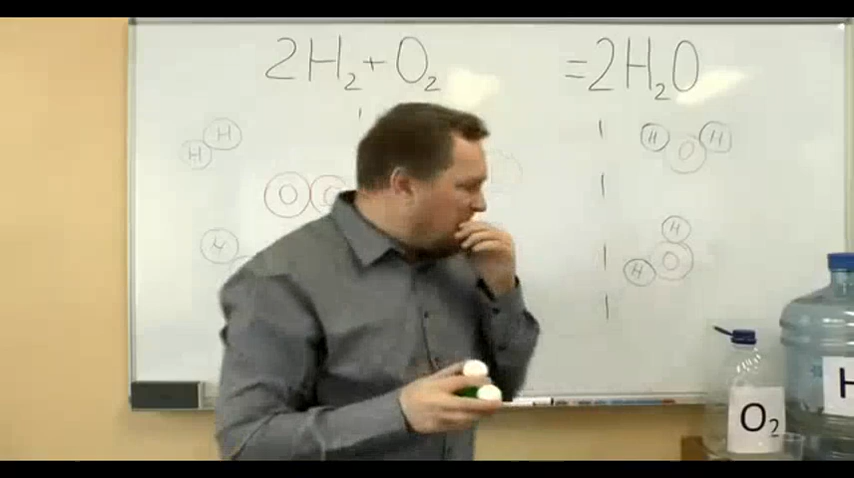 2H₂+O₂ =2H₂O
H H H O H
O
H H
H O
O₂ H